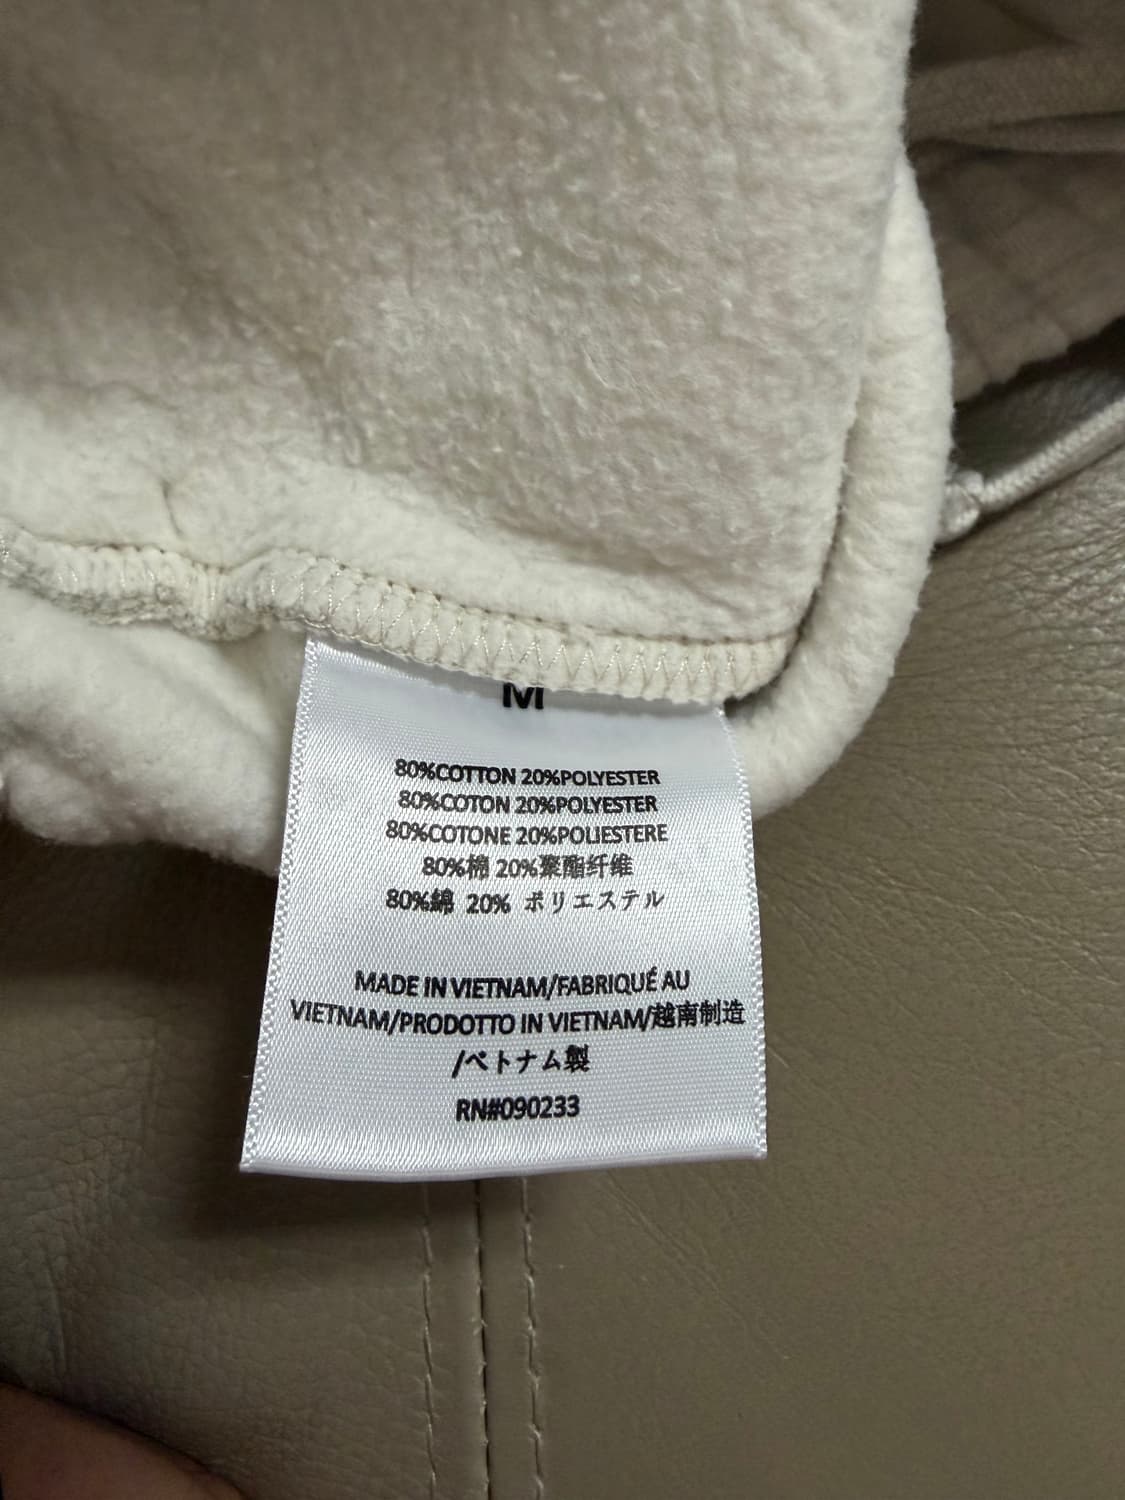 M
80%COTTON 20%POLYESTER
80%COTON 20%POLYESTER
80%COTONE 20%POLIESTERE
80%棉 20%聚酯纤维
80%綿 20% ポリエステル
MADE IN VIETNAM/FABRIQUÉ AU
VIETNAM/PRODOTTO IN VIETNAM/越南制造
/ベトナム製
RN#090233